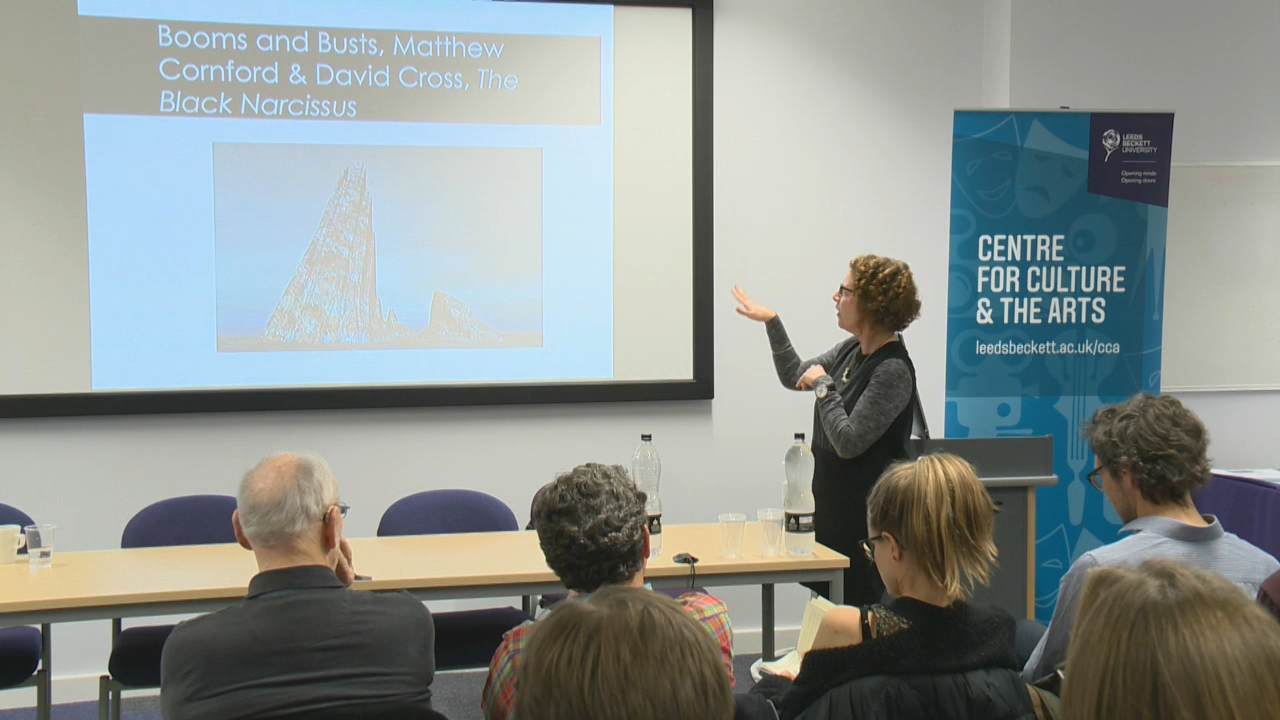 Booms and Busts, Matthew
Cornford & David Cross, The
Black Narcissus
LEEDS
BECKETT
UNIVERSITY
Opening minds
Opening doors
CENTRE
FOR CULTURE
& THE ARTS
leedsbeckett.ac.uk/cca